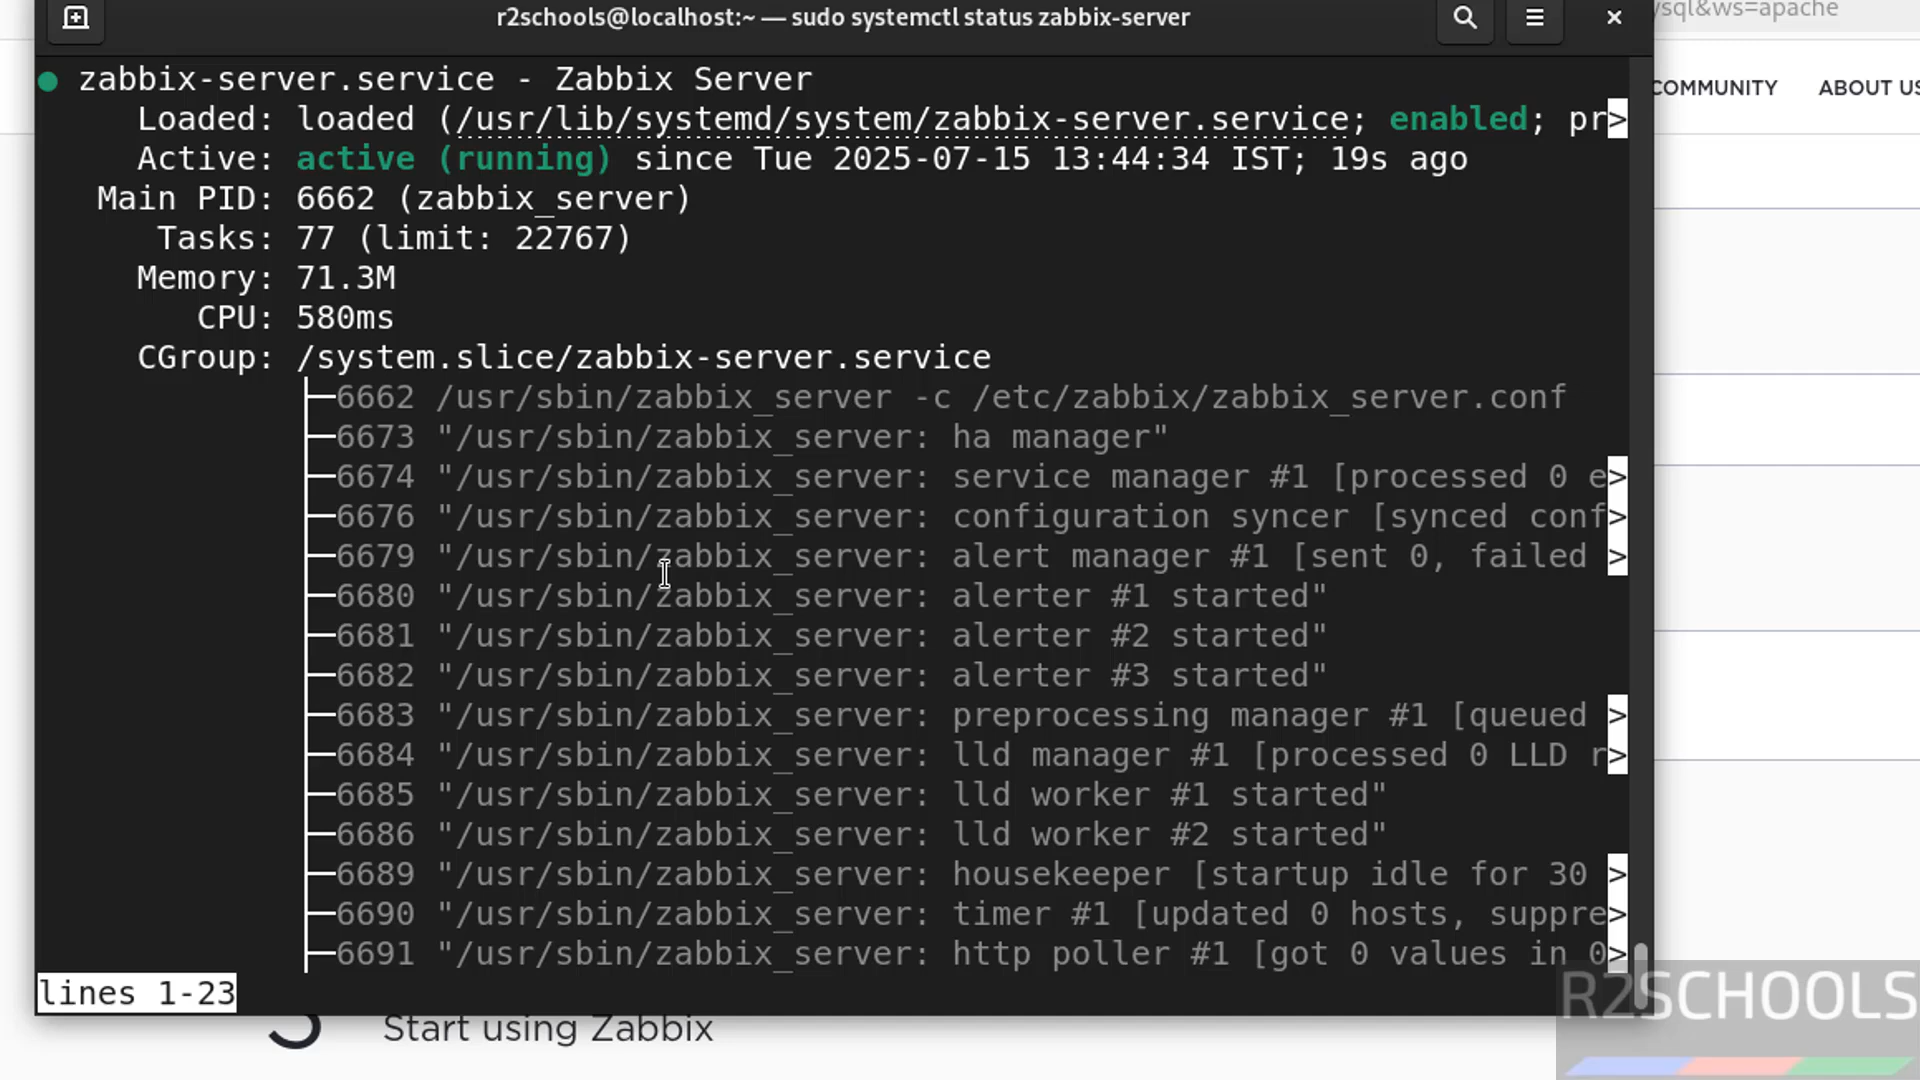 r2schools@localhost:~ — sudo systemctl status zabbix-server
ysql&ws=apache
COMMUNITY ABOUT US
● zabbix-server.service - Zabbix Server
Loaded: loaded (/usr/lib/systemd/system/zabbix-server.service; enabled; pr>
Active: active (running) since Tue 2025-07-15 13:44:34 IST; 19s ago
Main PID: 6662 (zabbix_server)
Tasks: 77 (limit: 22767)
Memory: 71.3M
CPU: 580ms
CGroup: /system.slice/zabbix-server.service
├─6662 /usr/sbin/zabbix_server -c /etc/zabbix/zabbix_server.conf
├─6673 "/usr/sbin/zabbix_server: ha manager"
├─6674 "/usr/sbin/zabbix_server: service manager #1 [processed 0 e>
├─6676 "/usr/sbin/zabbix_server: configuration syncer [synced conf>
├─6679 "/usr/sbin/zabbix_server: alert manager #1 [sent 0, failed >
├─6680 "/usr/sbin/zabbix_server: alerter #1 started"
├─6681 "/usr/sbin/zabbix_server: alerter #2 started"
├─6682 "/usr/sbin/zabbix_server: alerter #3 started"
├─6683 "/usr/sbin/zabbix_server: preprocessing manager #1 [queued >
├─6684 "/usr/sbin/zabbix_server: lld manager #1 [processed 0 LLD r>
├─6685 "/usr/sbin/zabbix_server: lld worker #1 started"
├─6686 "/usr/sbin/zabbix_server: lld worker #2 started"
├─6689 "/usr/sbin/zabbix_server: housekeeper [startup idle for 30 >
├─6690 "/usr/sbin/zabbix_server: timer #1 [updated 0 hosts, suppre>
├─6691 "/usr/sbin/zabbix_server: http poller #1 [got 0 values in 0>
lines 1-23
R2SCHOOLS
Start using Zabbix